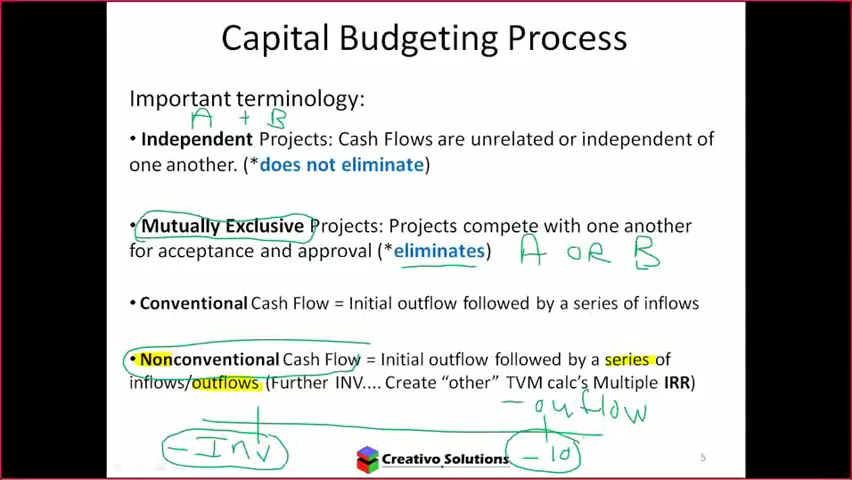 Capital Budgeting Process
Important terminology:
A + B
• Independent Projects: Cash Flows are unrelated or independent of
one another. (*does not eliminate)
• Mutually Exclusive Projects: Projects compete with one another
for acceptance and approval (*eliminates) A OR B
• Conventional Cash Flow = Initial outflow followed by a series of inflows
• Nonconventional Cash Flow = Initial outflow followed by a series of
inflows/outflows (Further INV.... Create “other” TVM calc’s Multiple IRR)
- outflow
- Inv
- 10
Creativo Solutions
5